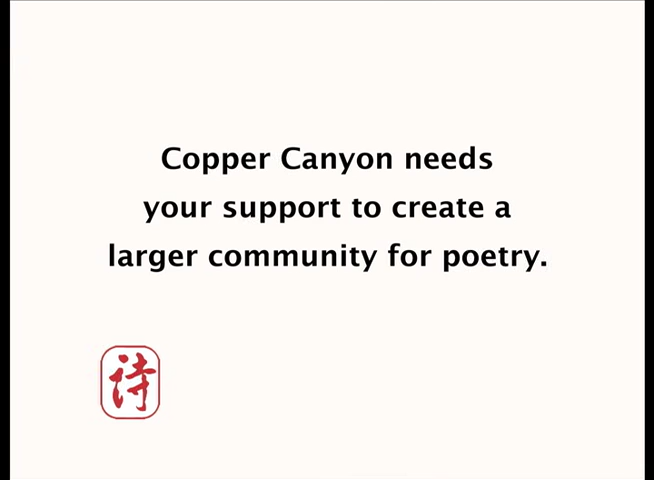 Copper Canyon needs
your support to create a
larger community for poetry.
诗